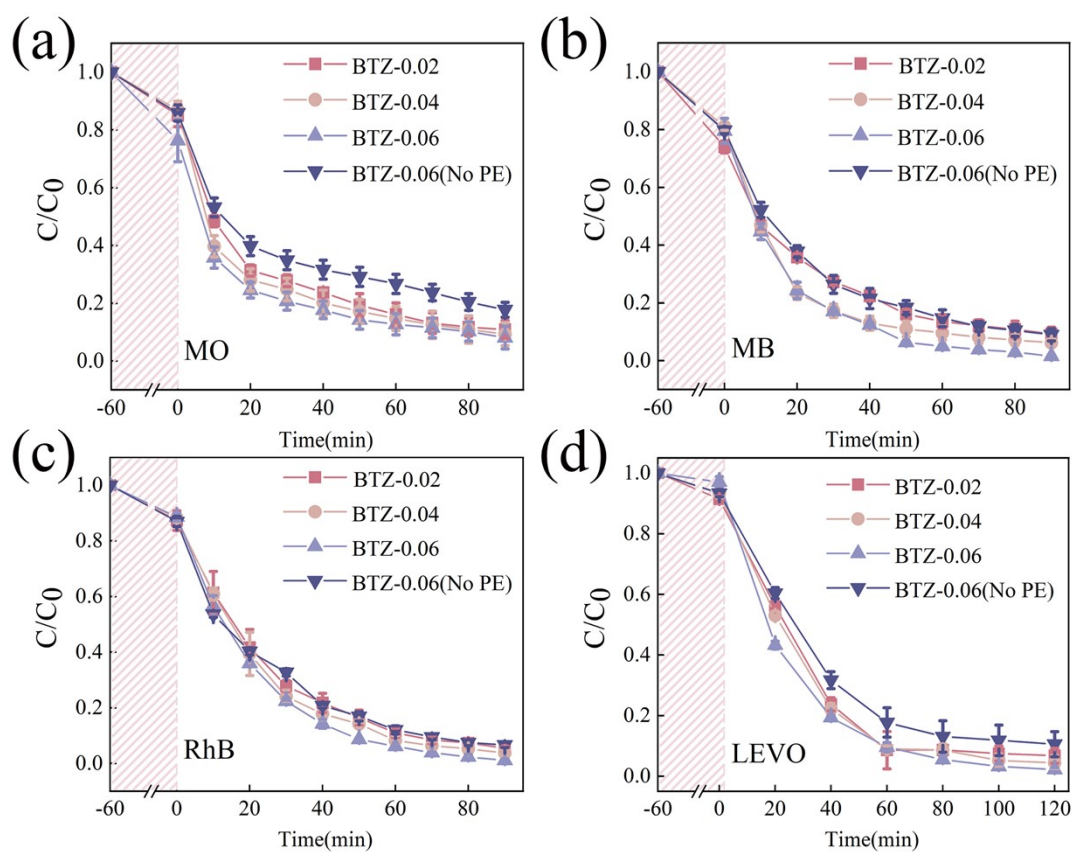 (a)
C/C0
1.0
0.8
0.6
0.4
0.2
0.0
BTZ-0.02
BTZ-0.04
BTZ-0.06
BTZ-0.06(No PE)
MO
-60 0 20 40 60 80
Time(min)
(b)
C/C0
1.0
0.8
0.6
0.4
0.2
0.0
BTZ-0.02
BTZ-0.04
BTZ-0.06
BTZ-0.06(No PE)
MB
-60 0 20 40 60 80
Time(min)
(c)
C/C0
1.0
0.8
0.6
0.4
0.2
0.0
BTZ-0.02
BTZ-0.04
BTZ-0.06
BTZ-0.06(No PE)
RhB
-60 0 20 40 60 80
Time(min)
(d)
C/C0
1.0
0.8
0.6
0.4
0.2
0.0
BTZ-0.02
BTZ-0.04
BTZ-0.06
BTZ-0.06(No PE)
LEVO
-60 0 20 40 60 80 100 120
Time(min)